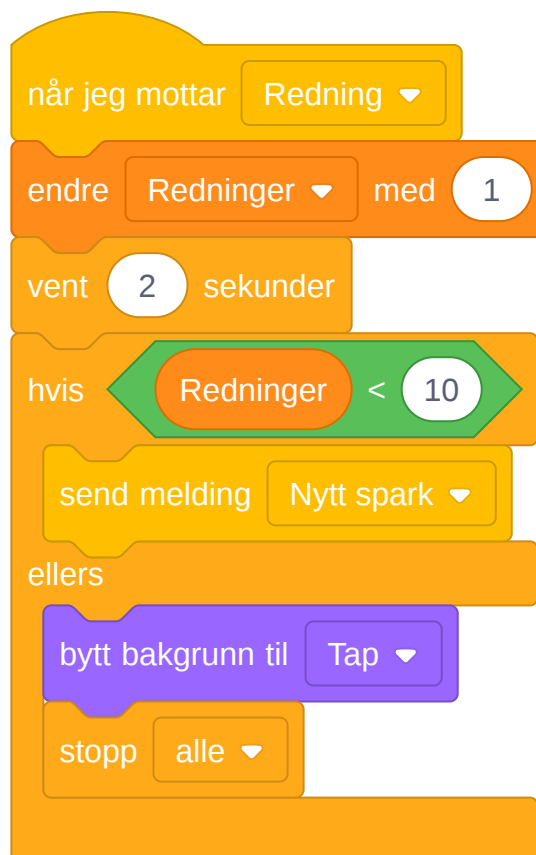 når jeg mottar Redning
endre Redninger med 1
vent 2 sekunder
hvis Redninger < 10
send melding Nytt spark
ellers
bytt bakgrunn til Tap
stopp alle